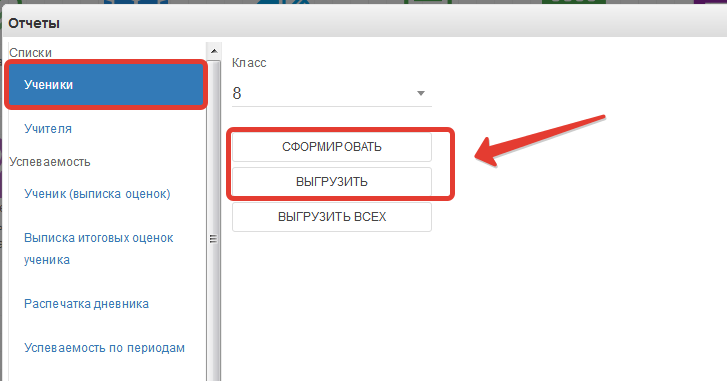 Отчеты
Списки
Ученики
Учителя
Успеваемость
Ученик (выписка оценок)
Выписка итоговых оценок
ученика
Распечатка дневника
Успеваемость по периодам
Класс
8
СФОРМИРОВАТЬ
ВЫГРУЗИТЬ
ВЫГРУЗИТЬ ВСЕХ